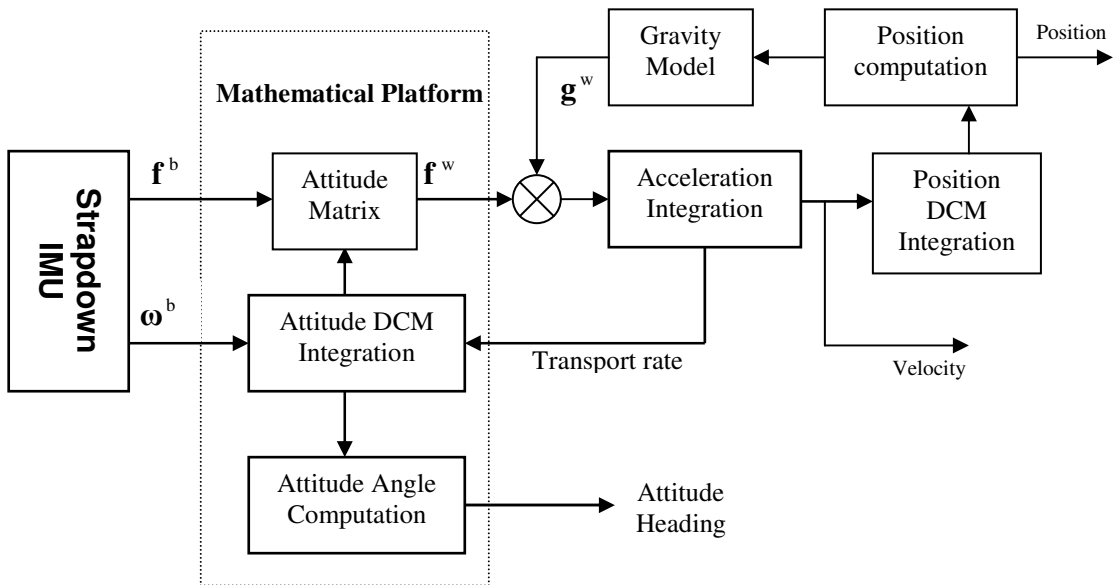 Gravity
Model
Position
computation
Position
Mathematical Platform
g w
Strapdown
IMU
f b
Attitude
Matrix
f w
Acceleration
Integration
Position
DCM
Integration
ω b
Attitude DCM
Integration
Transport rate
Velocity
Attitude Angle
Computation
Attitude
Heading